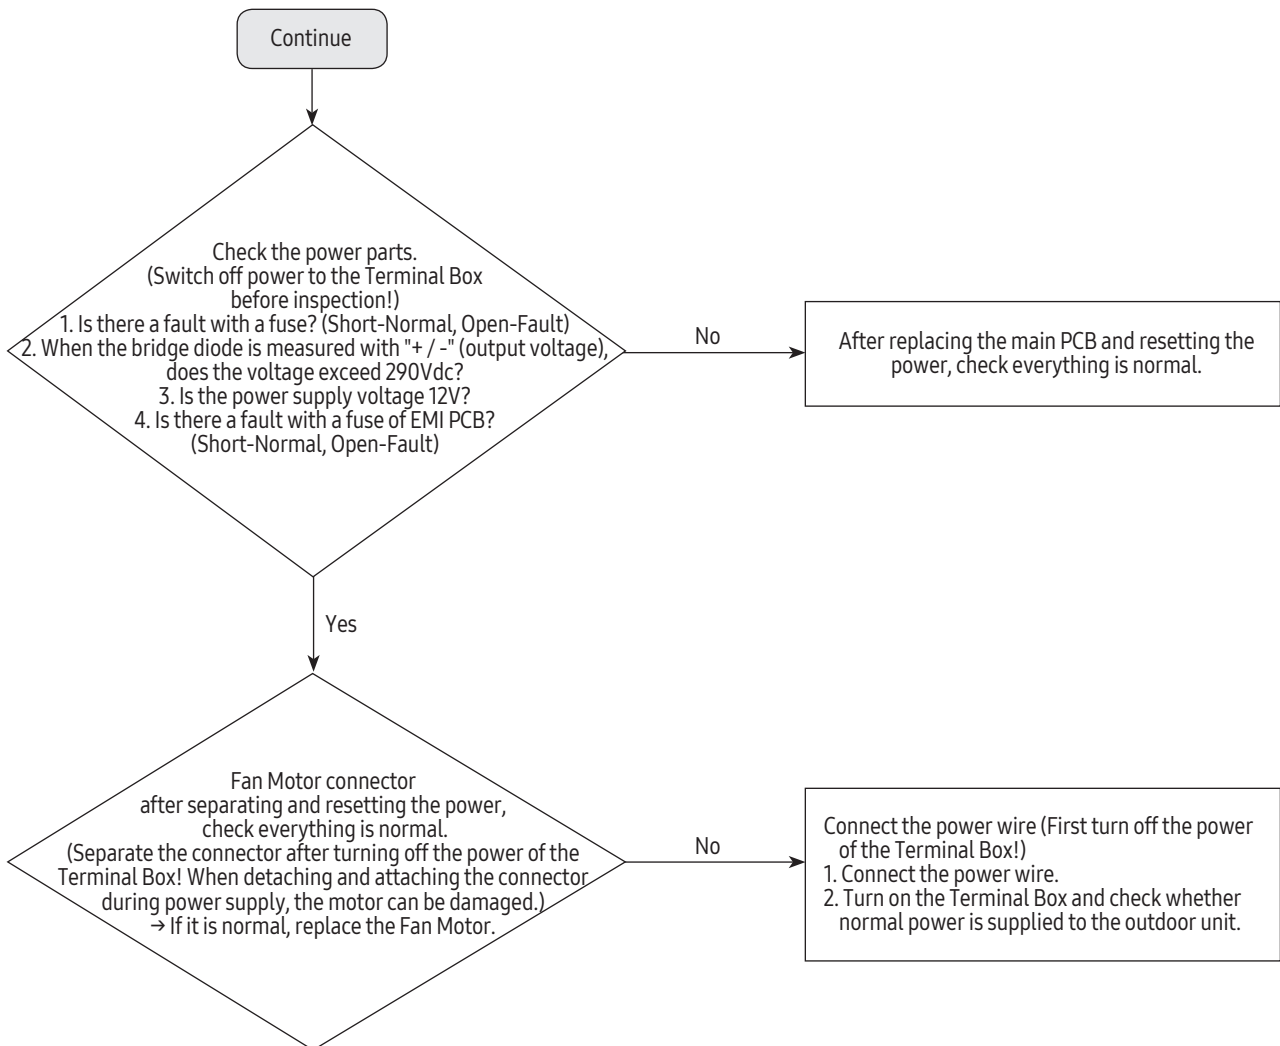 Continue
Check the power parts.
(Switch off power to the Terminal Box
before inspection!)
1. Is there a fault with a fuse? (Short-Normal, Open-Fault)
2. When the bridge diode is measured with "+ / -" (output voltage),
does the voltage exceed 290Vdc?
3. Is the power supply voltage 12V?
4. Is there a fault with a fuse of EMI PCB?
(Short-Normal, Open-Fault)
No
After replacing the main PCB and resetting the
power, check everything is normal.
Yes
Fan Motor connector
after separating and resetting the power,
check everything is normal.
(Separate the connector after turning off the power of the
Terminal Box! When detaching and attaching the connector
during power supply, the motor can be damaged.)
→ If it is normal, replace the Fan Motor.
No
Connect the power wire (First turn off the power
of the Terminal Box!)
1. Connect the power wire.
2. Turn on the Terminal Box and check whether
normal power is supplied to the outdoor unit.